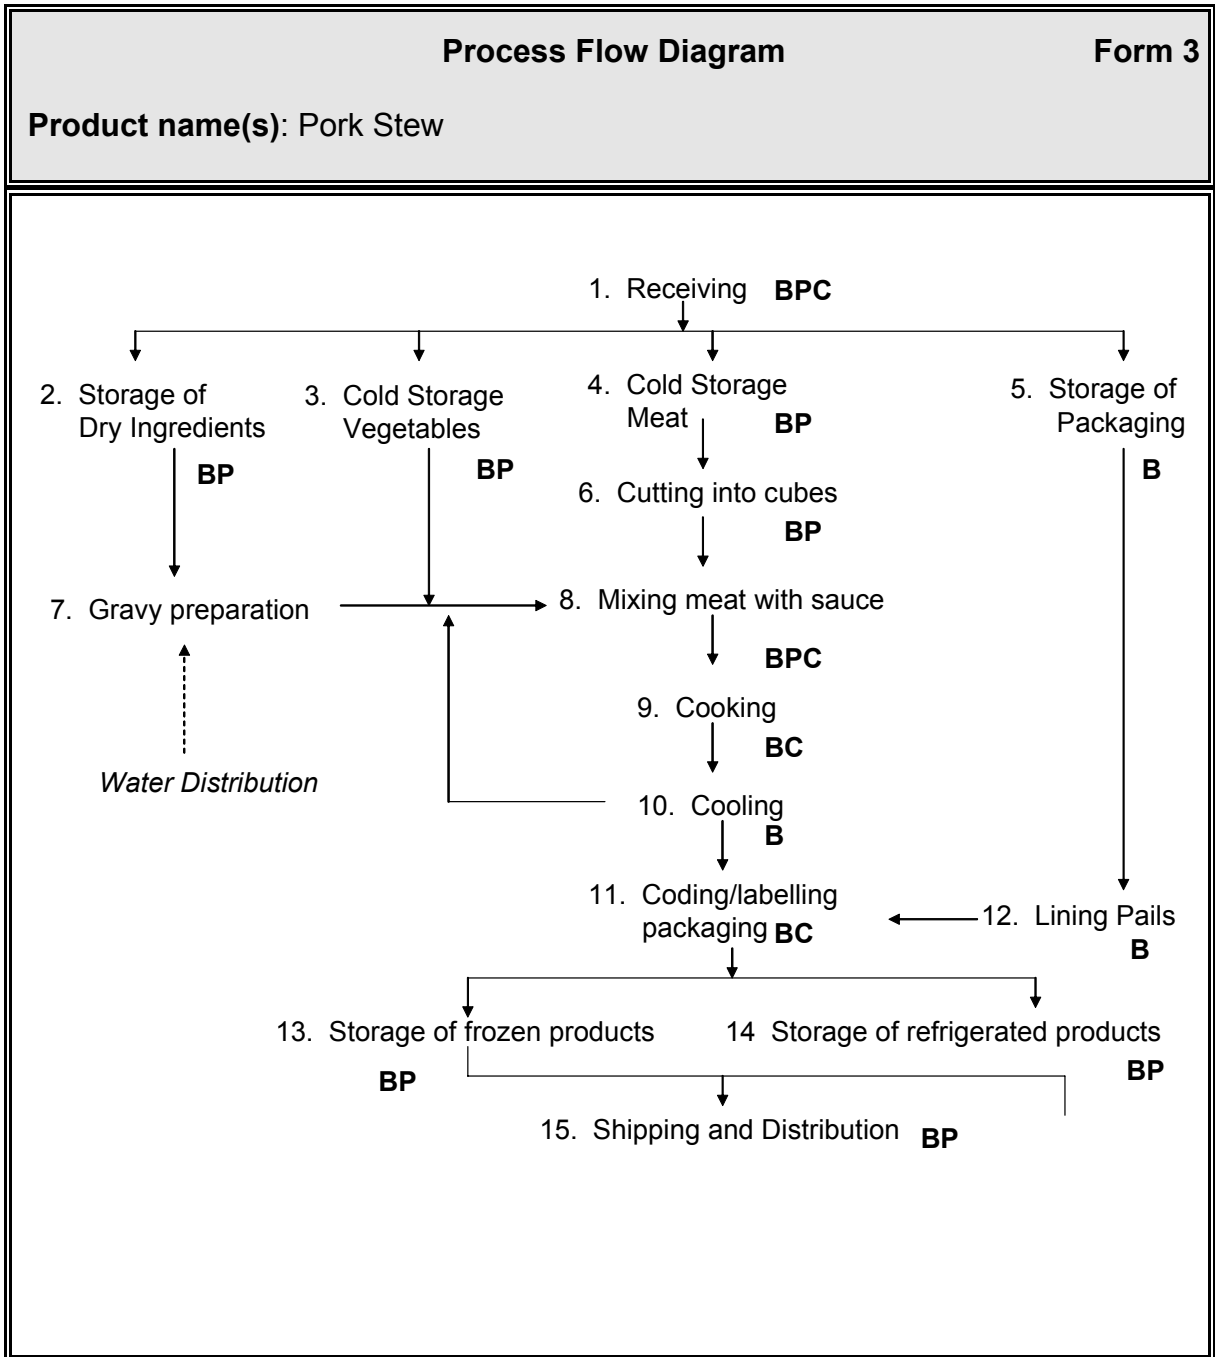 Process Flow Diagram Form 3
Product name(s): Pork Stew
1. Receiving BPC
2. Storage of
Dry Ingredients
BP
3. Cold Storage
Vegetables
BP
4. Cold Storage
Meat
BP
5. Storage of
Packaging
B
6. Cutting into cubes
BP
7. Gravy preparation
8. Mixing meat with sauce
BPC
9. Cooking
BC
Water Distribution
10. Cooling
B
11. Coding/labelling
packaging BC
12. Lining Pails
B
13. Storage of frozen products
BP
14 Storage of refrigerated products
BP
15. Shipping and Distribution BP